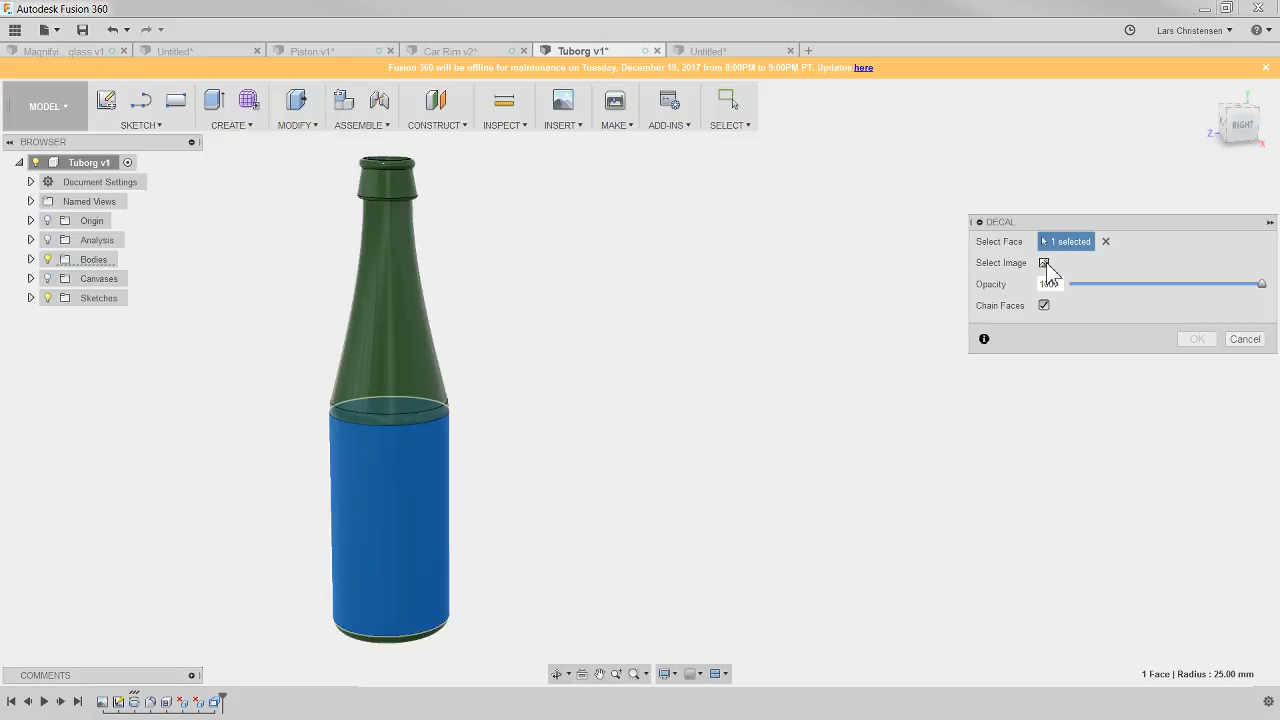 Autodesk Fusion 360
Lars Christensen
Magnifyi... glass v1
Untitled*
Piston v1*
Car Rim v2*
Tuborg v1*
Untitled*
Fusion 360 will be offline for maintenance on Tuesday, December 19, 2017 from 8:00PM to 9:00PM PT. Updates here
MODEL
SKETCH
CREATE
MODIFY
ASSEMBLE
CONSTRUCT
INSPECT
INSERT
MAKE
ADD-INS
SELECT
BROWSER
Tuborg v1
Document Settings
Named Views
Origin
Analysis
Bodies
Canvases
Sketches
Y
Z
RIGHT
X
DECAL
Select Face 1 selected
Select Image
Opacity
Chain Faces
OK Cancel
COMMENTS
1 Face | Radius : 25.00 mm